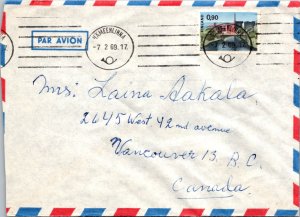 PAR AVION
HÄMEENLINNA
-7.2.69.17
0,90
Mrs. Laina Aakala
2645 West 42nd avenue
Vancouver 13. B.C.
Canada